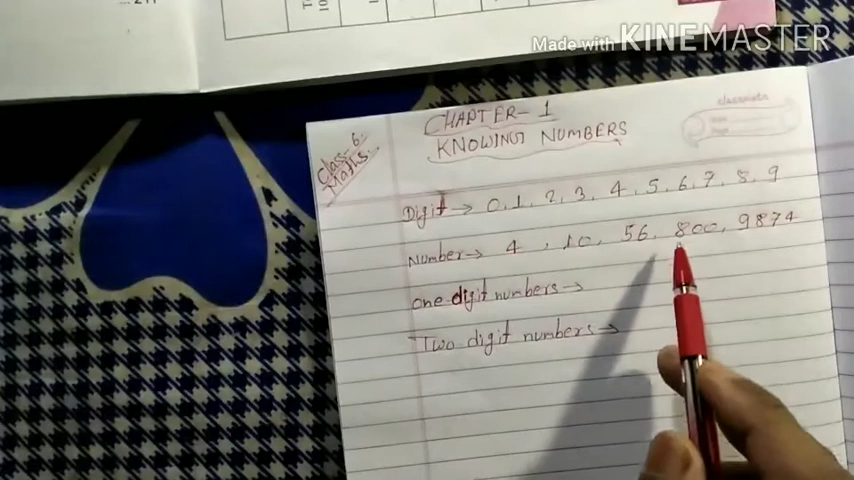 Made with KINEMASTER
classmate
CHAPTER-1
KNOWING NUMBERS
Class-6
Maths.
Digit → 0, 1, 2, 3, 4, 5, 6, 7, 8, 9
Number → 4, 10, 56, 800, 9874
One digit numbers →
Two digit numbers →